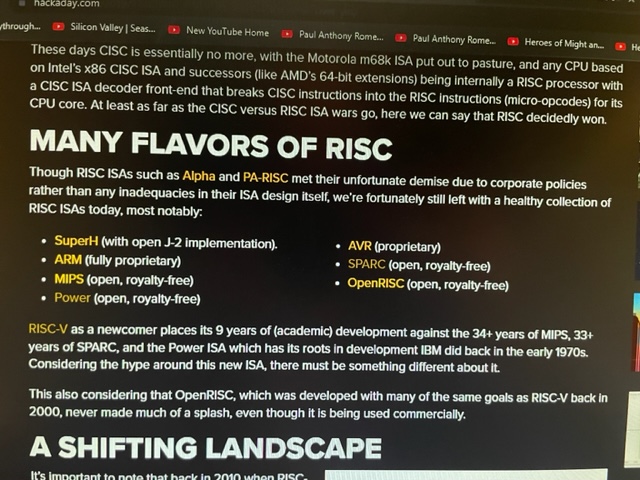 hackaday.com
ythrough...
Silicon Valley | Seas...
New YouTube Home
Paul Anthony Rome...
Paul Anthony Rome...
Heroes of Might an...
He
These days CISC is essentially no more, with the Motorola m68k ISA put out to pasture, and any CPU based
on Intel's x86 CISC ISA and successors (like AMD's 64-bit extensions) being internally a RISC processor with
a CISC ISA decoder front-end that breaks CISC instructions into the RISC instructions (micro-opcodes) for its
CPU core. At least as far as the CISC versus RISC ISA wars go, here we can say that RISC decidedly won.
MANY FLAVORS OF RISC
Though RISC ISAs such as Alpha and PA-RISC met their unfortunate demise due to corporate policies
rather than any inadequacies in their ISA design itself, we're fortunately still left with a healthy collection of
RISC ISAs today, most notably:
• SuperH (with open J-2 implementation).
• ARM (fully proprietary)
• MIPS (open, royalty-free)
• Power (open, royalty-free)
• AVR (proprietary)
• SPARC (open, royalty-free)
• OpenRISC (open, royalty-free)
RISC-V as a newcomer places its 9 years of (academic) development against the 34+ years of MIPS, 33+
years of SPARC, and the Power ISA which has its roots in development IBM did back in the early 1970s.
Considering the hype around this new ISA, there must be something different about it.
This also considering that OpenRISC, which was developed with many of the same goals as RISC-V back in
2000, never made much of a splash, even though it is being used commercially.
A SHIFTING LANDSCAPE
It's important to note that back in 2010 when RISC-